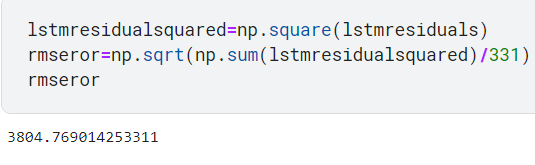 lstmresidualsquared=np.square(lstmresiduals)
rmseror=np.sqrt(np.sum(lstmresidualsquared)/331)
rmseror
3804.769014253311